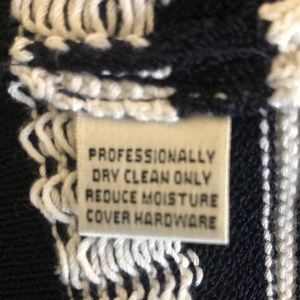 PROFESSIONALLY
DRY CLEAN ONLY
REDUCE MOISTURE
COVER HARDWARE